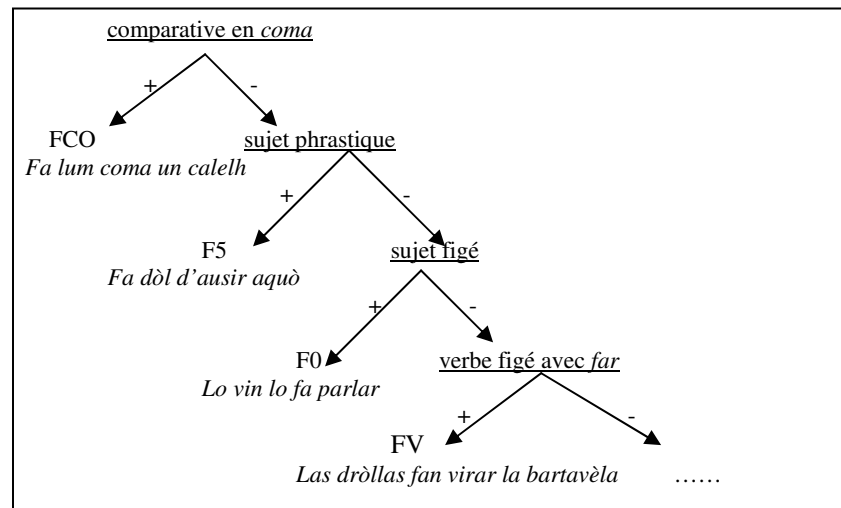 comparative en coma
+ -
FCO sujet phrastique
Fa lum coma un calelh
+ -
F5 sujet figé
Fa dòl d’ausir aquò
+ -
F0 verbe figé avec far
Lo vin lo fa parlar
+ -
FV
Las dròllas fan virar la bartavèla ……